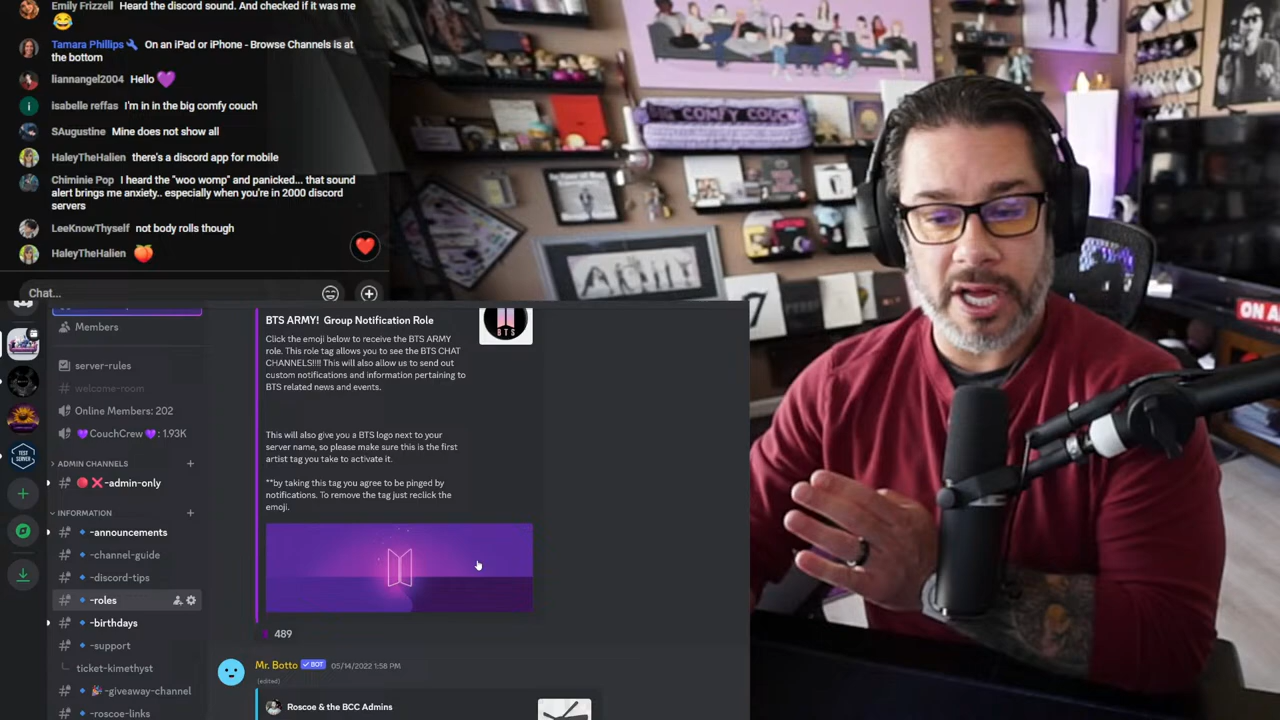 Emily Frizzell Heard the discord sound. And checked if it was me
😂
Tamara Phillips On an iPad or iPhone - Browse Channels is at
the bottom
liannangel2004 Hello 💜
i isabelle reffas I'm in in the big comfy couch
SAugustine Mine does not show all
HaleyTheHalien there's a discord app for mobile
Chiminie Pop I heard the "woo womp" and panicked... that sound
alert brings me anxiety.. especially when you're in 2000 discord
servers
LeeKnowThyself not body rolls though
HaleyTheHalien 🍑
Chat...
BIG COMFY COUCH
ARMY
ON A
Members
server-rules
welcome-room
Online Members: 202
💜CouchCrew💜: 1.93K
ADMIN CHANNELS
🔴❌-admin-only
INFORMATION
-announcements
-channel-guide
-discord-tips
-roles
-birthdays
-support
ticket-kimethyst
🎉-giveaway-channel
-roscoe-links
TEST
SERVER
BTS ARMY! Group Notification Role
BTS
Click the emoji below to receive the BTS ARMY
role. This role tag allows you to see the BTS CHAT
CHANNELS!!!! This will also allow us to send out
custom notifications and information pertaining to
BTS related news and events.
This will also give you a BTS logo next to your
server name, so please make sure this is the first
artist tag you take to activate it.
**by taking this tag you agree to be pinged by
notifications. To remove the tag just reclick the
emoji.
489
Mr. Botto ✓ BOT 05/14/2022 1:58 PM
(edited)
Roscoe & the BCC Admins